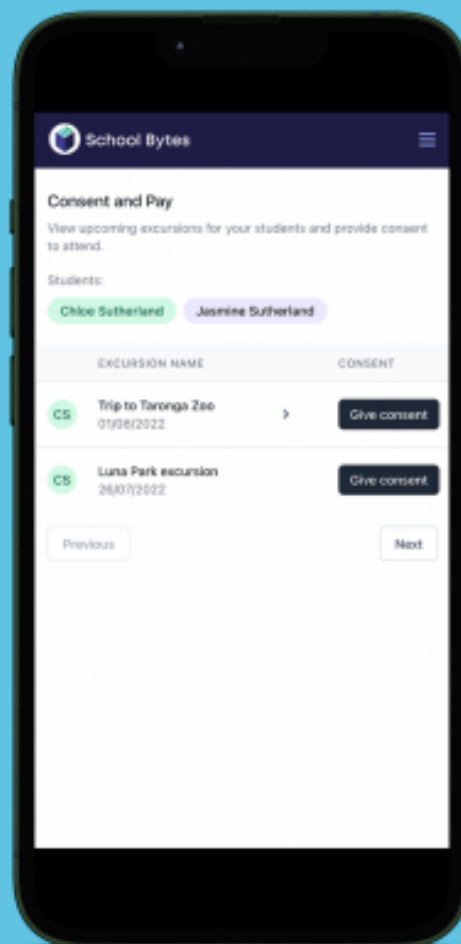 School Bytes
Consent and Pay
View upcoming excursions for your students and provide consent
to attend.
Students:
Chloe Sutherland Jasmine Sutherland
EXCURSION NAME CONSENT
CS Trip to Taronga Zoo Give consent
01/08/2022
CS Luna Park excursion Give consent
26/07/2022
Previous Next